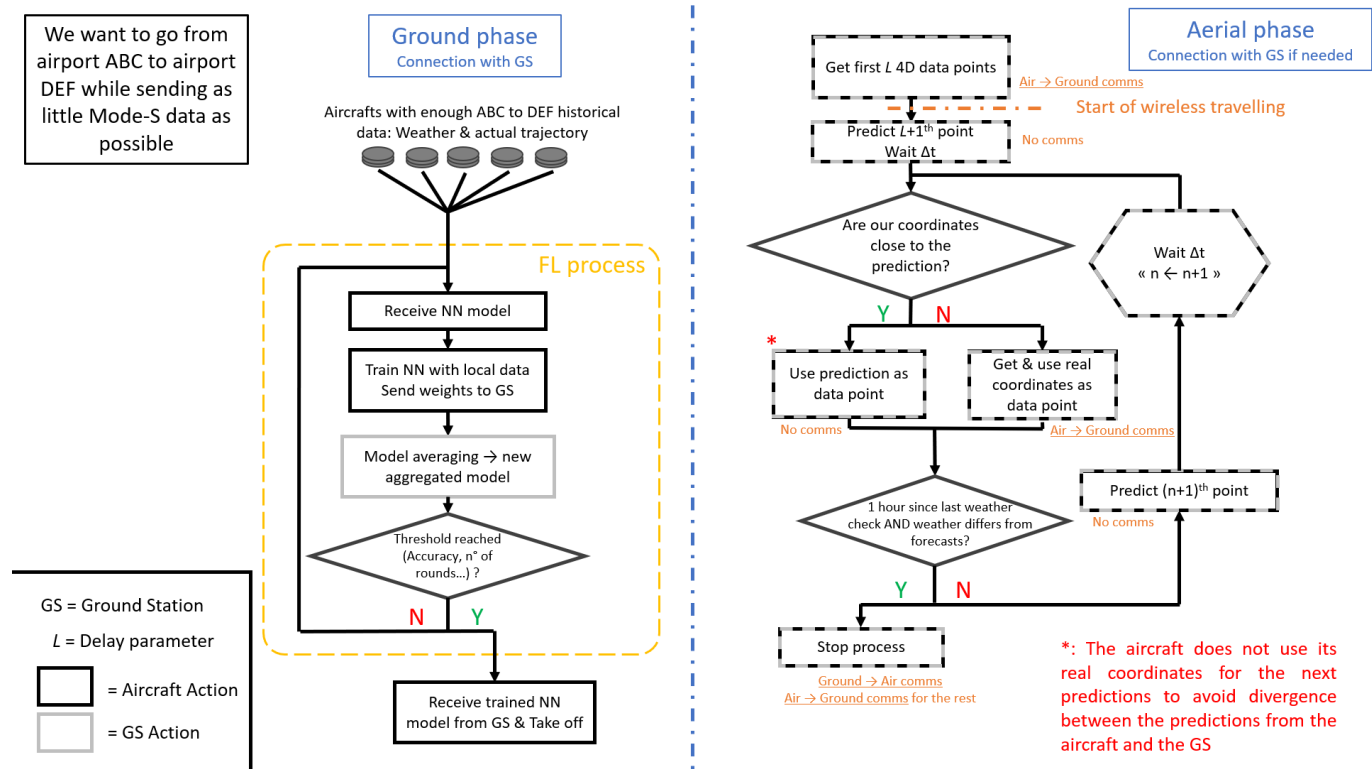 We want to go from
airport ABC to airport
DEF while sending as
little Mode-S data as
possible
Ground phase
Connection with GS
Aircrafts with enough ABC to DEF historical
data: Weather & actual trajectory
FL process
Receive NN model
Train NN with local data
Send weights to GS
Model averaging → new
aggregated model
Threshold reached
(Accuracy, n° of
rounds...) ?
N
Y
Receive trained NN
model from GS & Take off
GS = Ground Station
L = Delay parameter
= Aircraft Action
= GS Action
Aerial phase
Connection with GS if needed
Get first L 4D data points
Air → Ground comms
Start of wireless travelling
Predict L+1th point
Wait Δt
No comms
Are our coordinates
close to the
prediction?
Wait Δt
« n ← n+1 »
Y
N
*
Use prediction as
data point
No comms
Get & use real
coordinates as
data point
Air → Ground comms
1 hour since last weather
check AND weather differs from
forecasts?
Predict (n+1)th point
No comms
Y
N
Stop process
Ground → Air comms
Air → Ground comms for the rest
*: The aircraft does not use its
real coordinates for the next
predictions to avoid divergence
between the predictions from the
aircraft and the GS